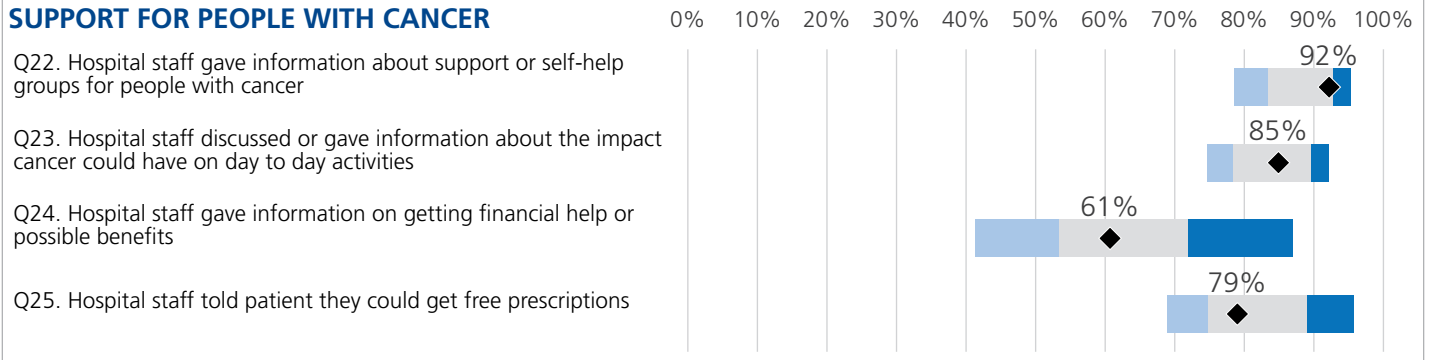 SUPPORT FOR PEOPLE WITH CANCER
0% 10% 20% 30% 40% 50% 60% 70% 80% 90% 100%
Q22. Hospital staff gave information about support or self-help
groups for people with cancer
92%
Q23. Hospital staff discussed or gave information about the impact
cancer could have on day to day activities
85%
Q24. Hospital staff gave information on getting financial help or
possible benefits
61%
Q25. Hospital staff told patient they could get free prescriptions
79%